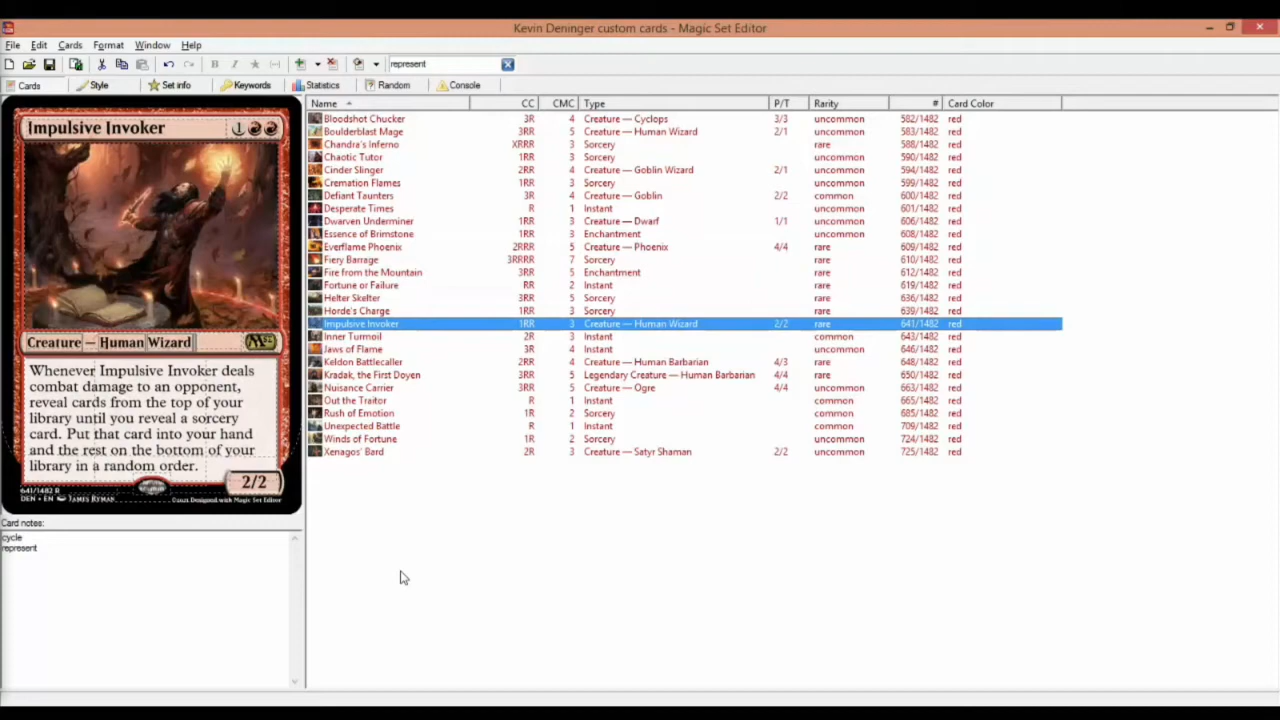 Kevin Deninger custom cards - Magic Set Editor
File Edit Cards Format Window Help
represent
Cards Style Set info Keywords Statistics Random Console
Impulsive Invoker 1
Creature — Human Wizard
Whenever Impulsive Invoker deals
combat damage to an opponent,
reveal cards from the top of your
library until you reveal a sorcery
card. Put that card into your hand
and the rest on the bottom of your
library in a random order.
2/2
641/1482 R
DEN • EN James Ryman
©2021 Designed with Magic Set Editor
Card notes:
cycle
represent
Name CC CMC Type P/T Rarity # Card Color
Bloodshot Chucker 3R 4 Creature — Cyclops 3/3 uncommon 582/1482 red
Boulderblast Mage 3RR 5 Creature — Human Wizard 2/1 uncommon 583/1482 red
Chandra's Inferno XRRR 3 Sorcery rare 588/1482 red
Chaotic Tutor 1RR 3 Sorcery uncommon 590/1482 red
Cinder Slinger 2RR 4 Creature — Goblin Wizard 2/1 uncommon 594/1482 red
Cremation Flames 1RR 3 Sorcery uncommon 599/1482 red
Defiant Taunters 3R 4 Creature — Goblin 2/2 common 600/1482 red
Desperate Times R 1 Instant uncommon 601/1482 red
Dwarven Underminer 1RR 3 Creature — Dwarf 1/1 uncommon 606/1482 red
Essence of Brimstone 1RR 3 Enchantment uncommon 608/1482 red
Everflame Phoenix 2RRR 5 Creature — Phoenix 4/4 rare 609/1482 red
Fiery Barrage 3RRRR 7 Sorcery rare 610/1482 red
Fire from the Mountain 3RR 5 Enchantment rare 612/1482 red
Fortune or Failure RR 2 Instant rare 619/1482 red
Helter Skelter 3RR 5 Sorcery rare 636/1482 red
Horde's Charge 1RR 3 Sorcery rare 639/1482 red
Impulsive Invoker 1RR 3 Creature — Human Wizard 2/2 rare 641/1482 red
Inner Turmoil 2R 3 Instant common 643/1482 red
Jaws of Flame 3R 4 Instant uncommon 646/1482 red
Keldon Battlecaller 2RR 4 Creature — Human Barbarian 4/3 rare 648/1482 red
Kradak, the First Doyen 3RR 5 Legendary Creature — Human Barbarian 4/4 rare 650/1482 red
Nuisance Carrier 3RR 5 Creature — Ogre 4/4 uncommon 663/1482 red
Out the Traitor R 1 Instant common 665/1482 red
Rush of Emotion 1R 2 Sorcery common 685/1482 red
Unexpected Battle R 1 Instant common 709/1482 red
Winds of Fortune 1R 2 Sorcery uncommon 724/1482 red
Xenagos' Bard 2R 3 Creature — Satyr Shaman 2/2 uncommon 725/1482 red